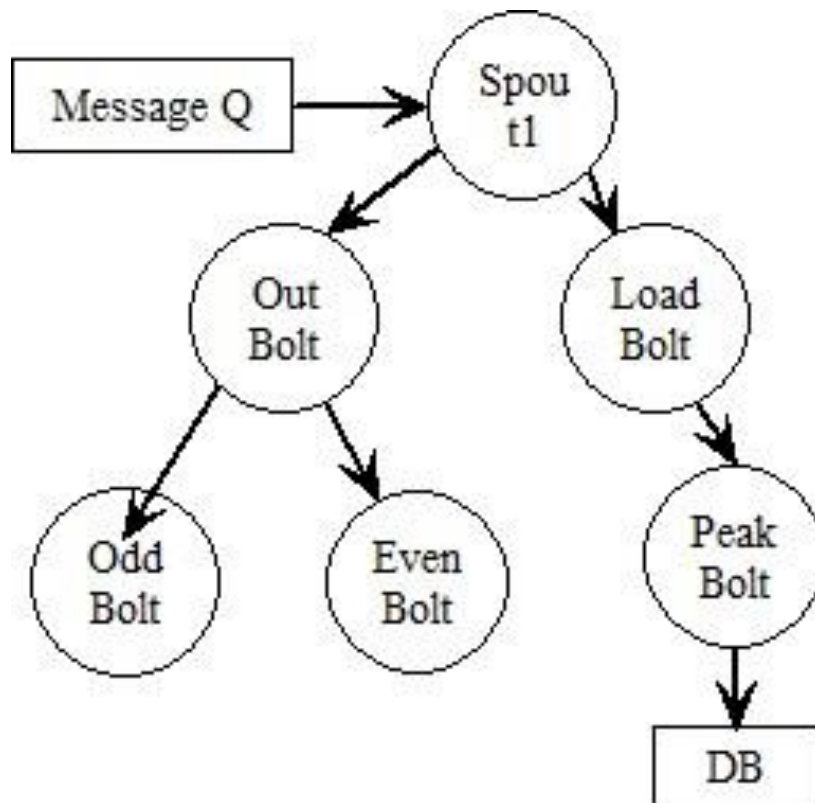 Message Q
Spou
t1
Out
Bolt
Load
Bolt
Odd
Bolt
Even
Bolt
Peak
Bolt
DB